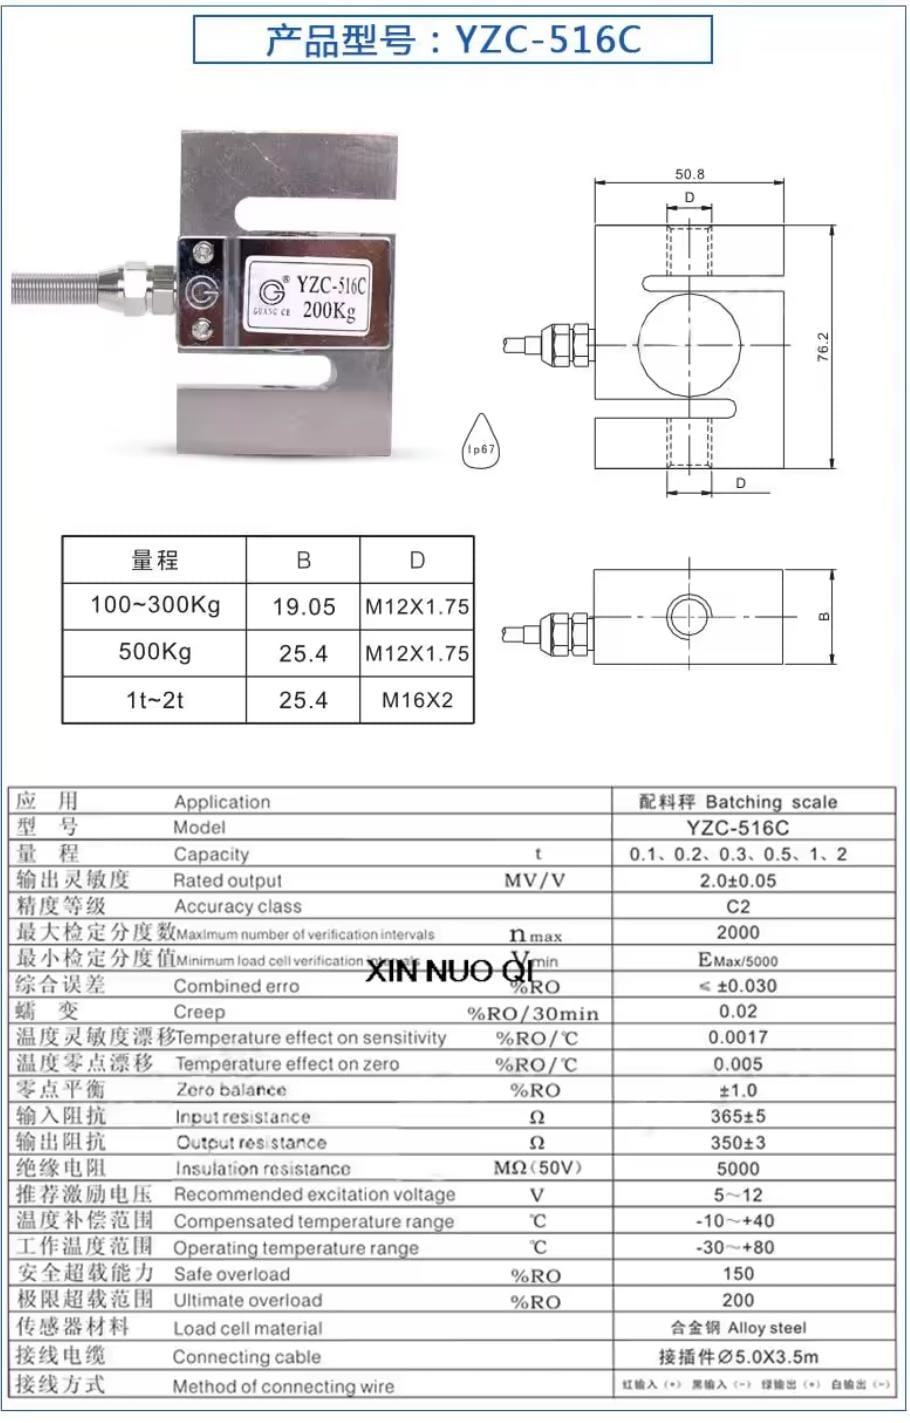 产品型号：YZC-516C
YZC-516C
200Kg
GUANG CE
50.8
D
76.2
Ip67
D
量程 B D
100~300Kg 19.05 M12X1.75
500Kg 25.4 M12X1.75
1t~2t 25.4 M16X2
B
应用 Application 配料秤 Batching scale
型号 Model YZC-516C
量程 Capacity t 0.1、0.2、0.3、0.5、1、2
输出灵敏度 Rated output MV/V 2.0±0.05
精度等级 Accuracy class C2
最大检定分度数 MaxImum number of verification intervals nmax 2000
最小检定分度值 Minimum load cell verification intervals Vmin EMax/5000
XIN NUO QI
综合误差 Combined erro %RO ≤ ±0.030
蠕变 Creep %RO/30min 0.02
温度灵敏度漂移 Temperature effect on sensitivity %RO/℃ 0.0017
温度零点漂移 Temperature effect on zero %RO/℃ 0.005
零点平衡 Zero balance %RO ±1.0
输入阻抗 Input resistance Ω 365±5
输出阻抗 Output resistance Ω 350±3
绝缘电阻 Insulation resistance MΩ(50V) 5000
推荐激励电压 Recommended excitation voltage V 5~12
温度补偿范围 Compensated temperature range ℃ -10~+40
工作温度范围 Operating temperature range ℃ -30~+80
安全超载能力 Safe overload %RO 150
极限超载范围 Ultimate overload %RO 200
传感器材料 Load cell material 合金钢 Alloy steel
接线电缆 Connecting cable 接插件∅5.0X3.5m
接线方式 Method of connecting wire 红输入(+) 黑输入(-) 绿输出(+) 白输出(-)